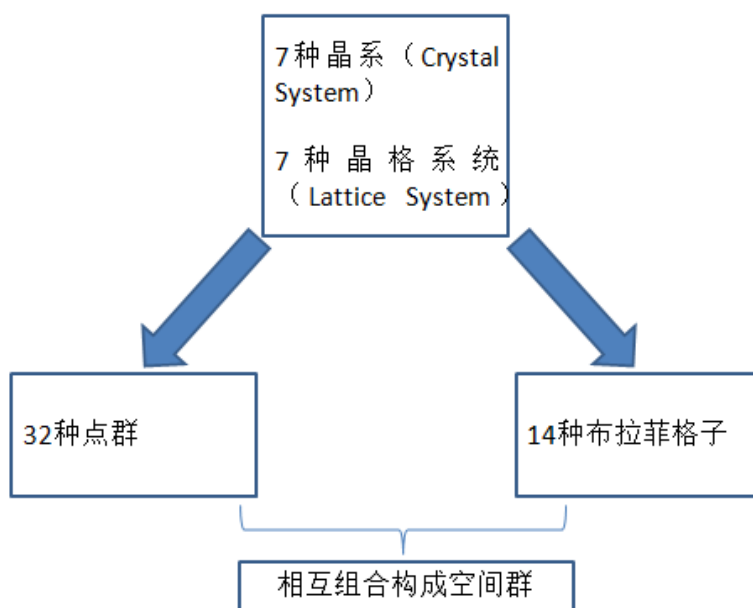 7种晶系（Crystal
System）
7种晶格系统
（Lattice System）
32种点群
14种布拉菲格子
相互组合构成空间群